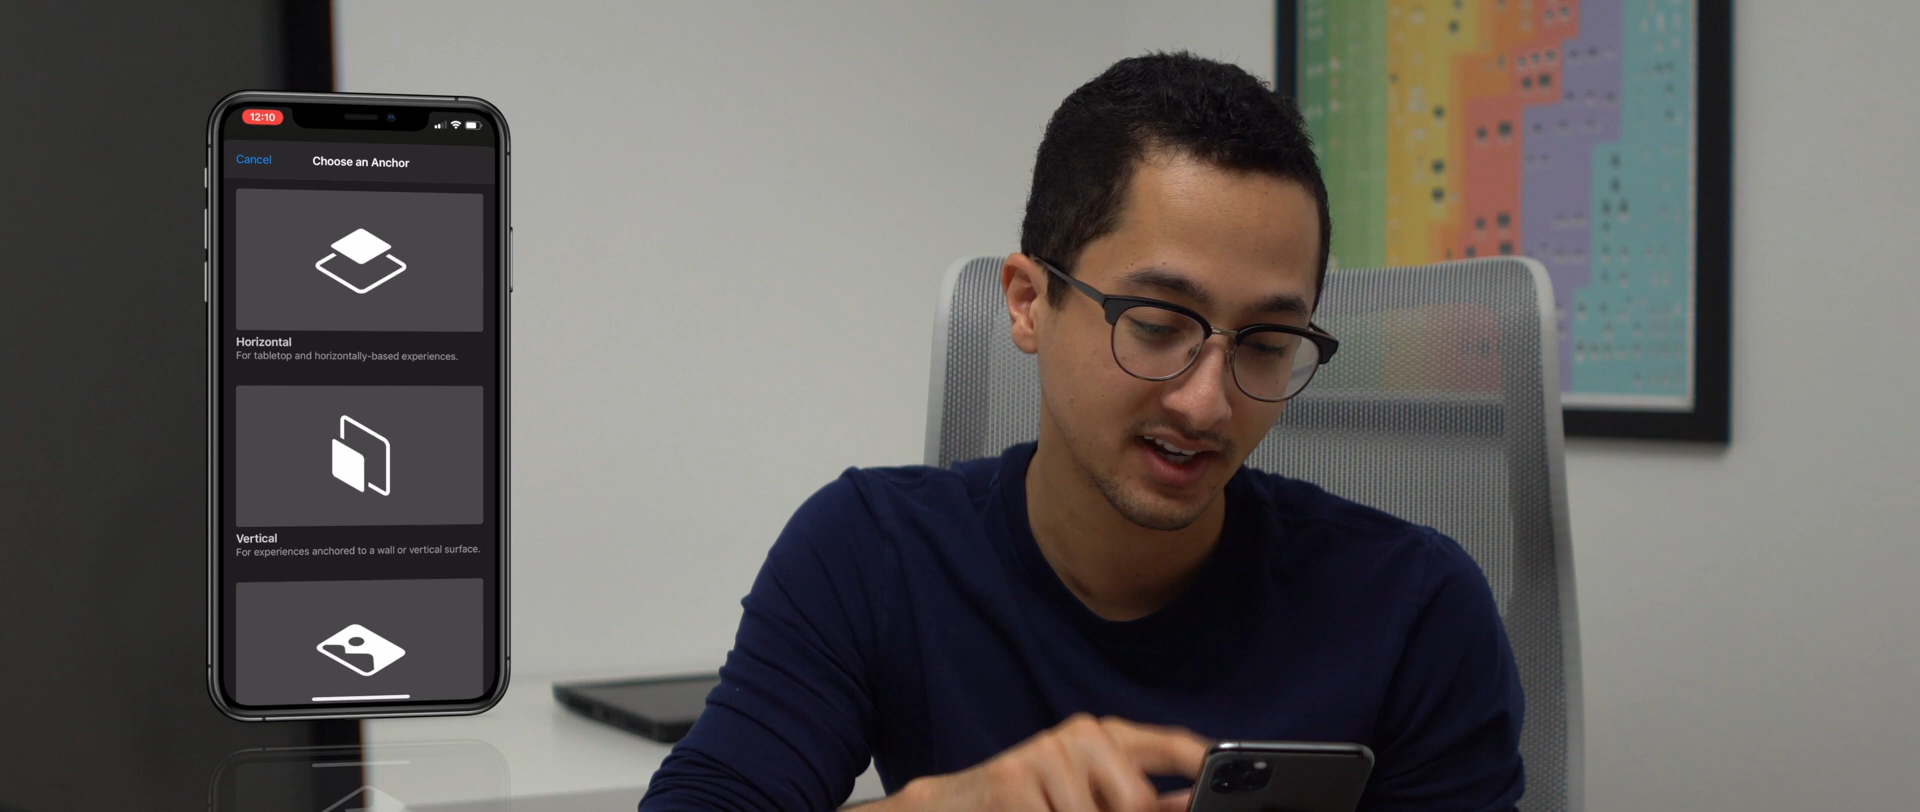 12:10
Cancel
Choose an Anchor
Horizontal
For tabletop and horizontally-based experiences.
Vertical
For experiences anchored to a wall or vertical surface.